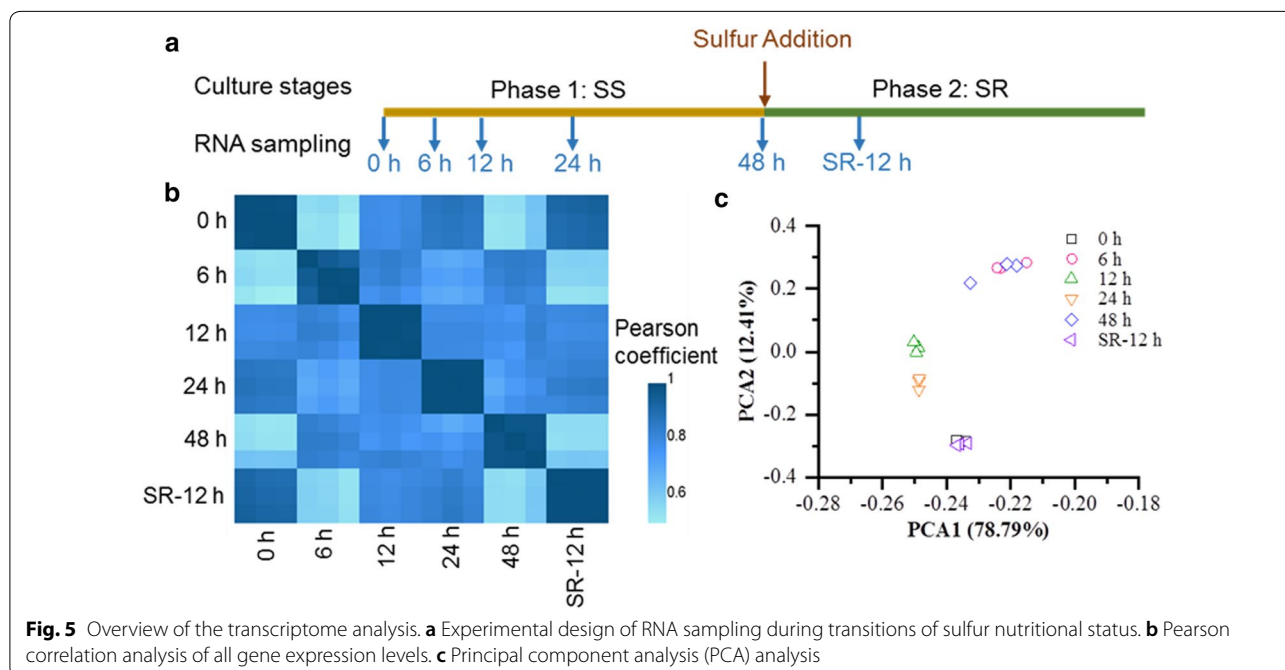 a
Sulfur Addition
Culture stages
Phase 1: SS
Phase 2: SR
RNA sampling
0 h
6 h
12 h
24 h
48 h
SR-12 h
b
0 h
6 h
12 h
24 h
48 h
SR-12 h
0 h
6 h
12 h
24 h
48 h
SR-12 h
Pearson
coefficient
1
0.8
0.6
c
0.4
0.2
0.0
-0.2
-0.4
PCA2 (12.41%)
-0.28
-0.26
-0.24
-0.22
-0.20
-0.18
PCA1 (78.79%)
0 h
6 h
12 h
24 h
48 h
SR-12 h
Fig. 5 Overview of the transcriptome analysis. a Experimental design of RNA sampling during transitions of sulfur nutritional status. b Pearson
correlation analysis of all gene expression levels. c Principal component analysis (PCA) analysis